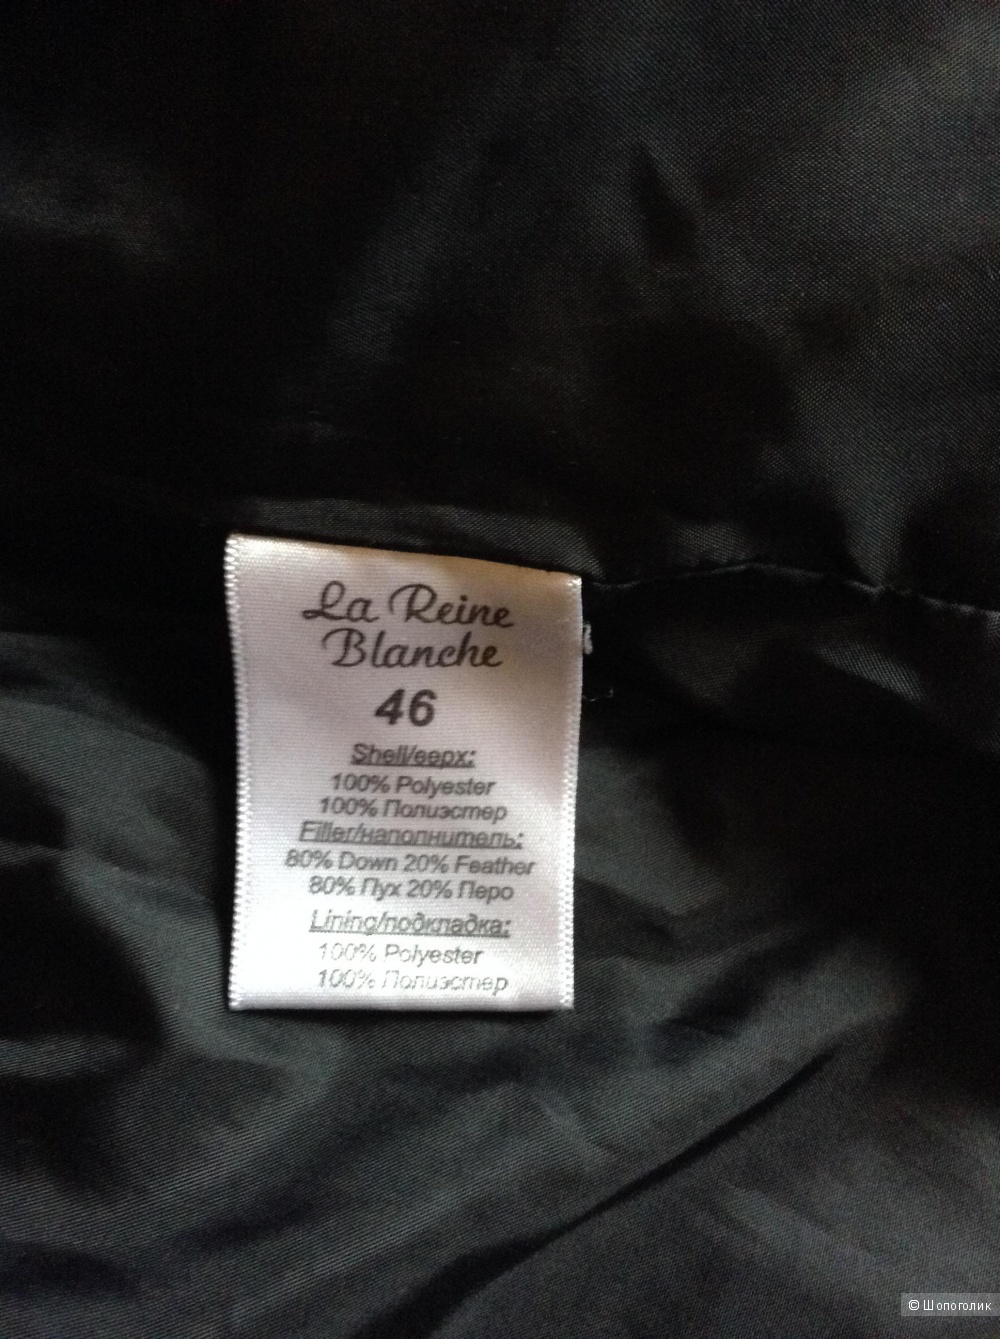 La Reine
Blanche
46
Shell/верх:
100% Polyester
100% Полиэстер
Filler/наполнитель:
80% Down 20% Feather
80% Пух 20% Перо
Lining/подкладка:
100% Polyester
100% Полиэстер
© Шопоголик